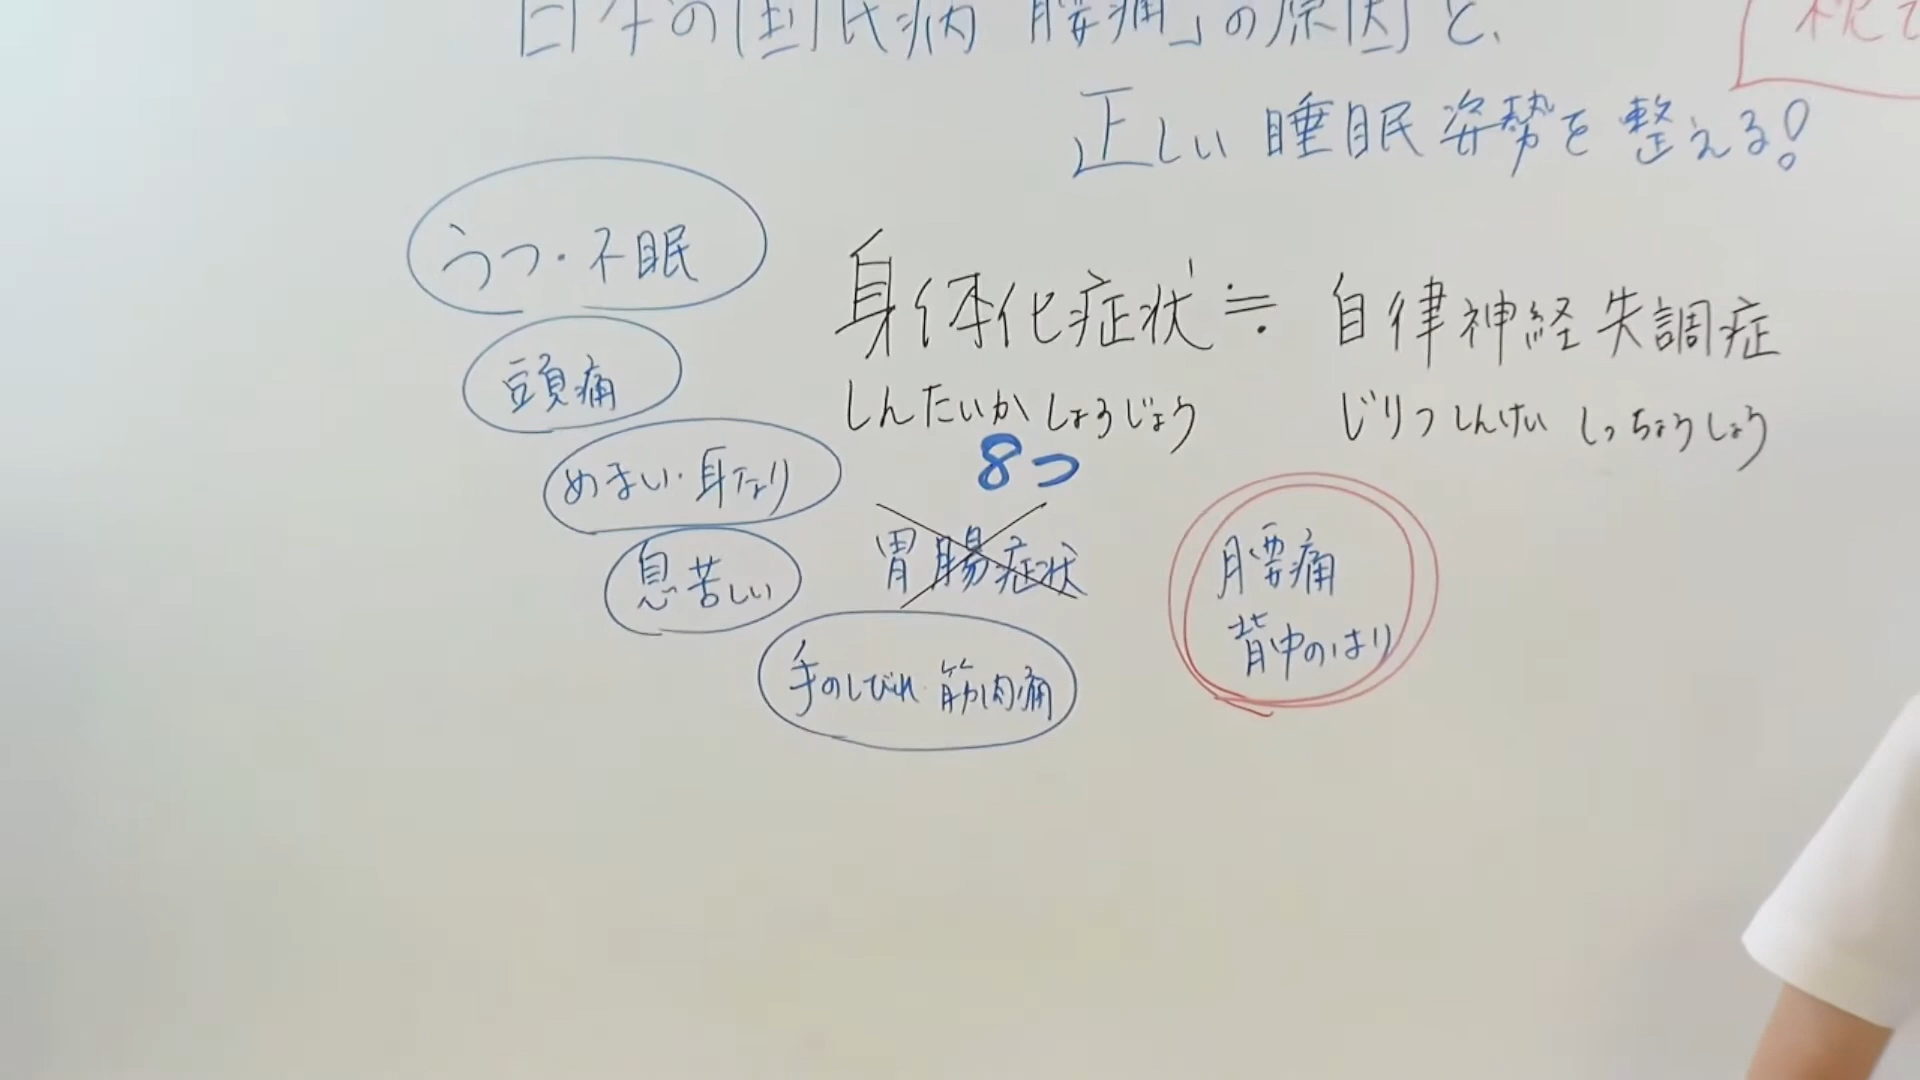 日本の国民病「腰痛」の原因と、
正しい睡眠姿勢を整える!
うつ・不眠
身体化症状≒自律神経失調症
しんたいかしょうじょう じりつしんけいしっちょうしょう
頭痛
8つ
めまい・耳なり
息苦しい
胃腸症状
腰痛
背中のはり
手のしびれ 筋肉痛